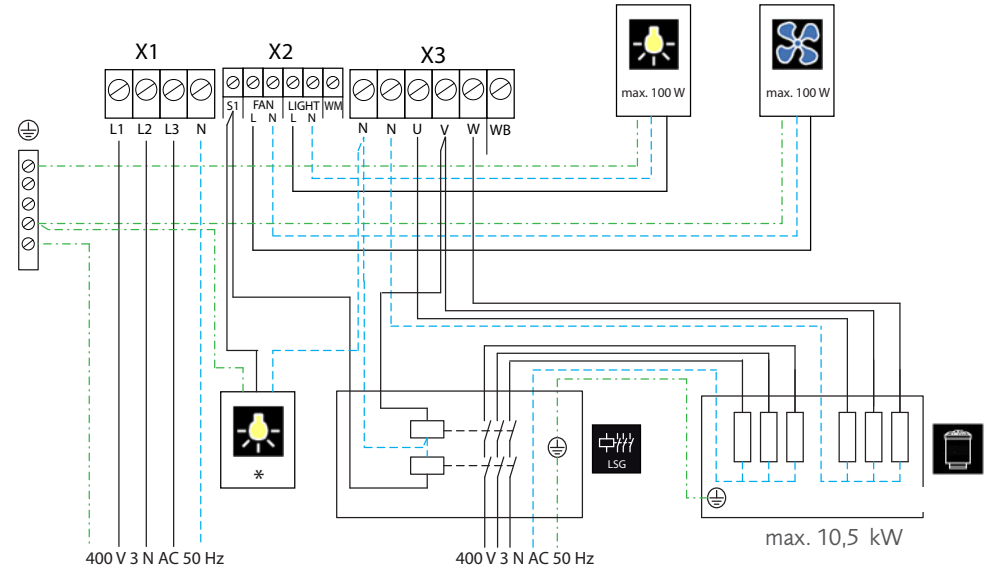 X1 X2 X3
max. 100 W max. 100 W
S1 FAN LIGHT WM
L N L N
L1 L2 L3 N N N U V W WB
*
LSG
max. 10,5 kW
400 V 3 N AC 50 Hz 400 V 3 N AC 50 Hz